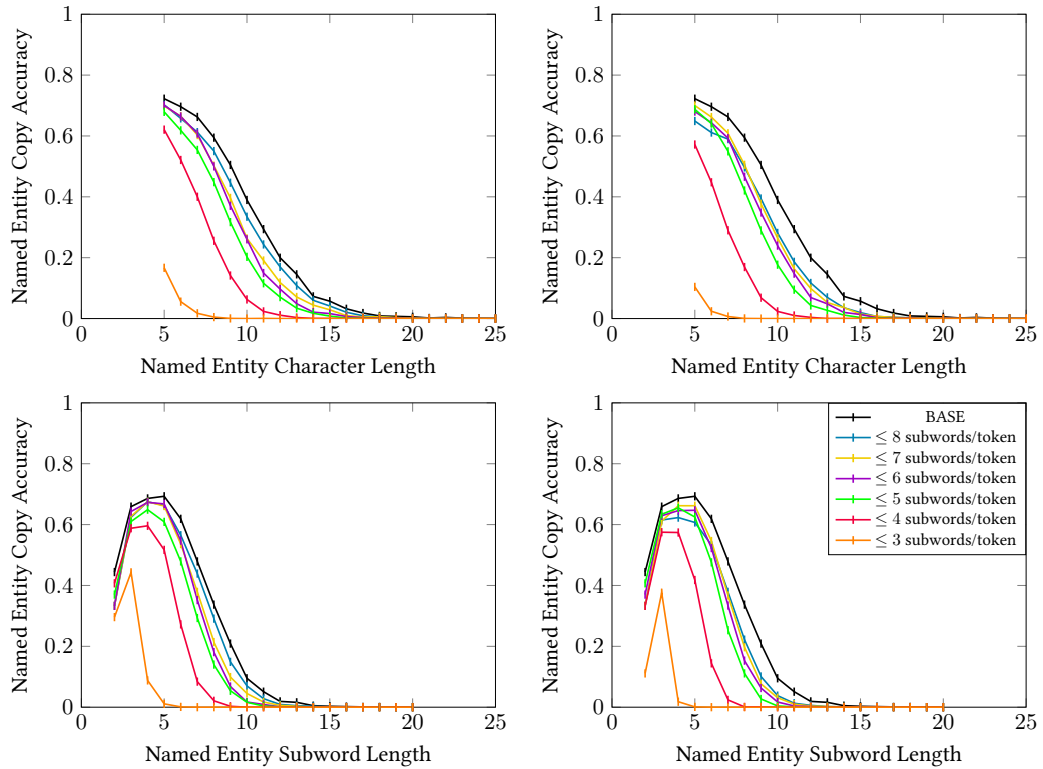 1
0.8
0.6
0.4
0.2
0
0 5 10 15 20 25
Named Entity Copy Accuracy
Named Entity Character Length
1
0.8
0.6
0.4
0.2
0
0 5 10 15 20 25
Named Entity Copy Accuracy
Named Entity Character Length
1
0.8
0.6
0.4
0.2
0
0 5 10 15 20 25
Named Entity Copy Accuracy
Named Entity Subword Length
1
0.8
0.6
0.4
0.2
0
0 5 10 15 20 25
Named Entity Copy Accuracy
Named Entity Subword Length
BASE
≤ 8 subwords/token
≤ 7 subwords/token
≤ 6 subwords/token
≤ 5 subwords/token
≤ 4 subwords/token
≤ 3 subwords/token